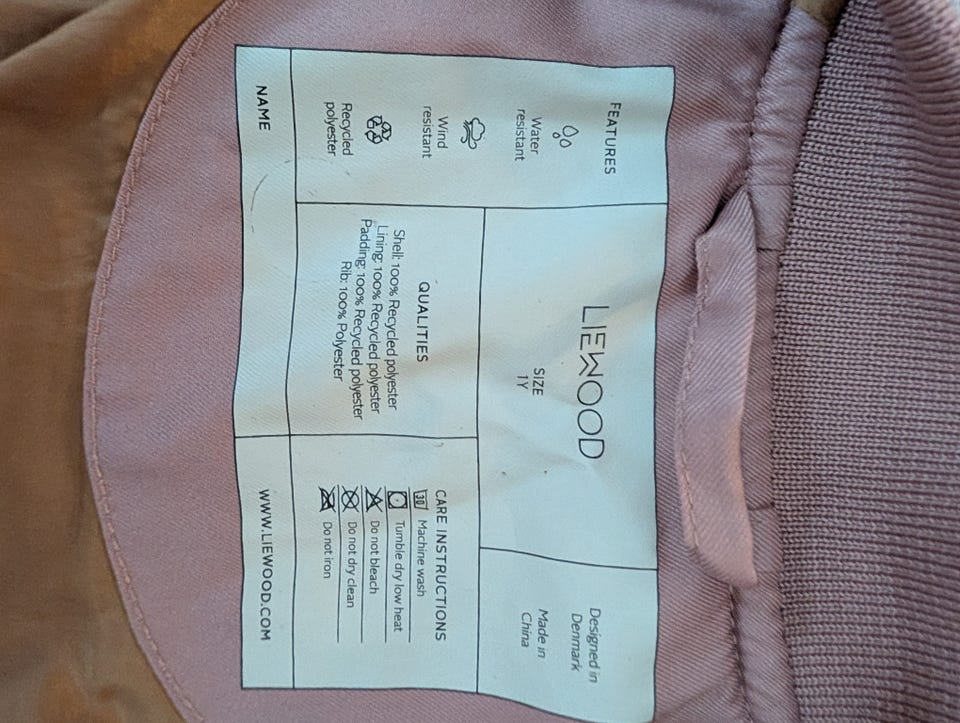 FEATURES
Water
resistant
Wind
resistant
Recycled
polyester
LIEWOOD
SIZE
1Y
Designed in
Denmark
Made in
China
QUALITIES
Shell: 100% Recycled polyester
Lining: 100% Recycled polyester
Padding: 100% Recycled polyester
Rib: 100% Polyester
CARE INSTRUCTIONS
30 Machine wash
Tumble dry low heat
Do not bleach
Do not dry clean
Do not iron
NAME
WWW.LIEWOOD.COM